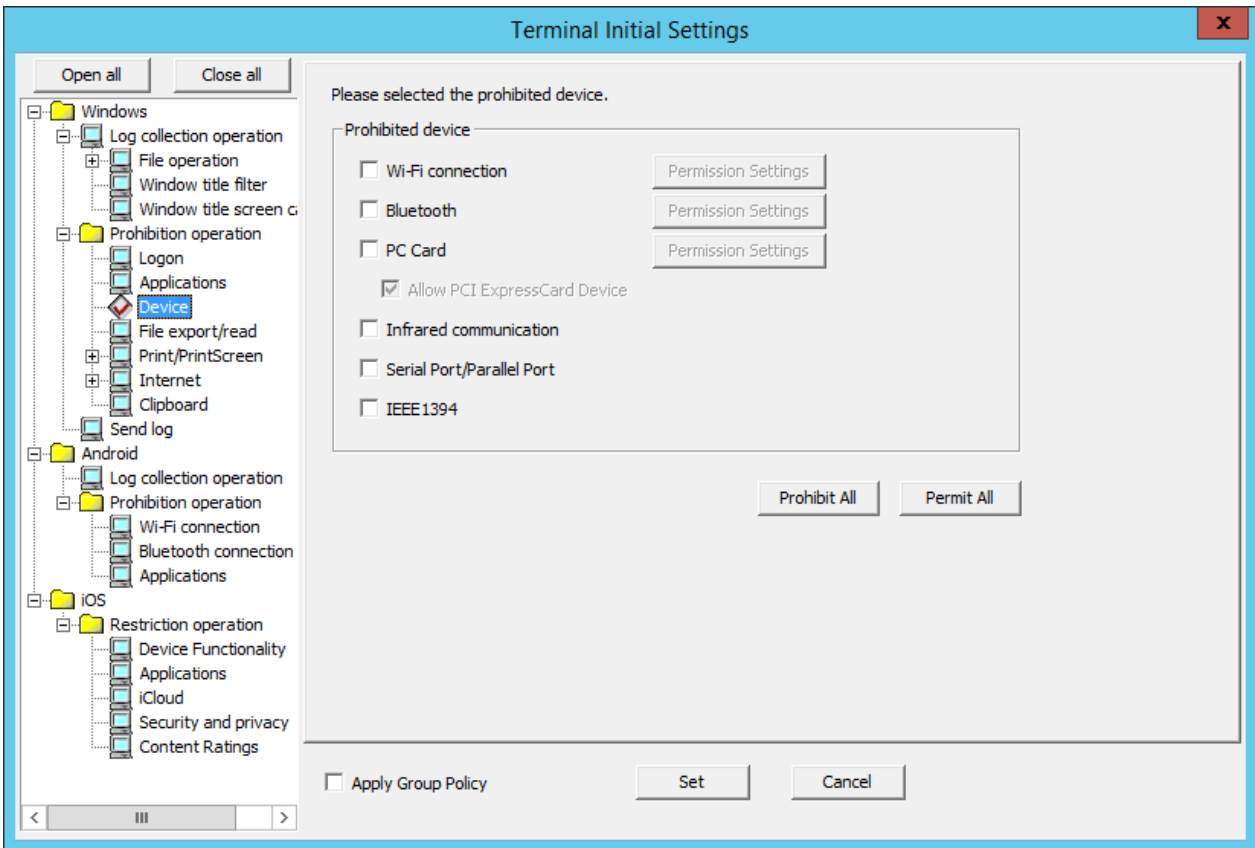 Terminal Initial Settings
x
Open all
Close all
Windows
Log collection operation
File operation
Window title filter
Window title screen ca
Prohibition operation
Logon
Applications
Device
File export/read
Print/PrintScreen
Internet
Clipboard
Send log
Android
Log collection operation
Prohibition operation
Wi-Fi connection
Bluetooth connection
Applications
iOS
Restriction operation
Device Functionality
Applications
iCloud
Security and privacy
Content Ratings
Please selected the prohibited device.
Prohibited device
Wi-Fi connection
Permission Settings
Bluetooth
Permission Settings
PC Card
Permission Settings
Allow PCI ExpressCard Device
Infrared communication
Serial Port/Parallel Port
IEEE1394
Prohibit All
Permit All
Apply Group Policy
Set
Cancel